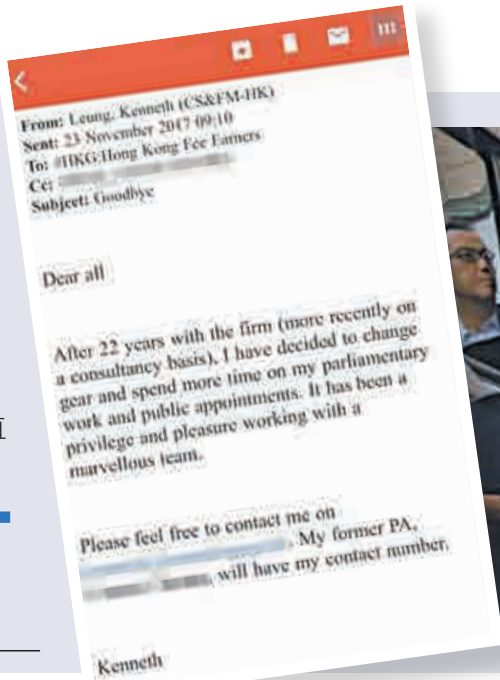 From: Leung, Kenneth (CS&FM-HK)
Sent: 23 November 2017 09:10
To: #HKG Hong Kong Fee Earners
Cc:
Subject: Goodbye
Dear all
After 22 years with the firm (more recently on
a consultancy basis), I have decided to change
gear and spend more time on my parliamentary
work and public appointments. It has been a
privilege and pleasure working with a
marvellous team.
Please feel free to contact me on
. My former PA,
, will have my contact number.
Kenneth